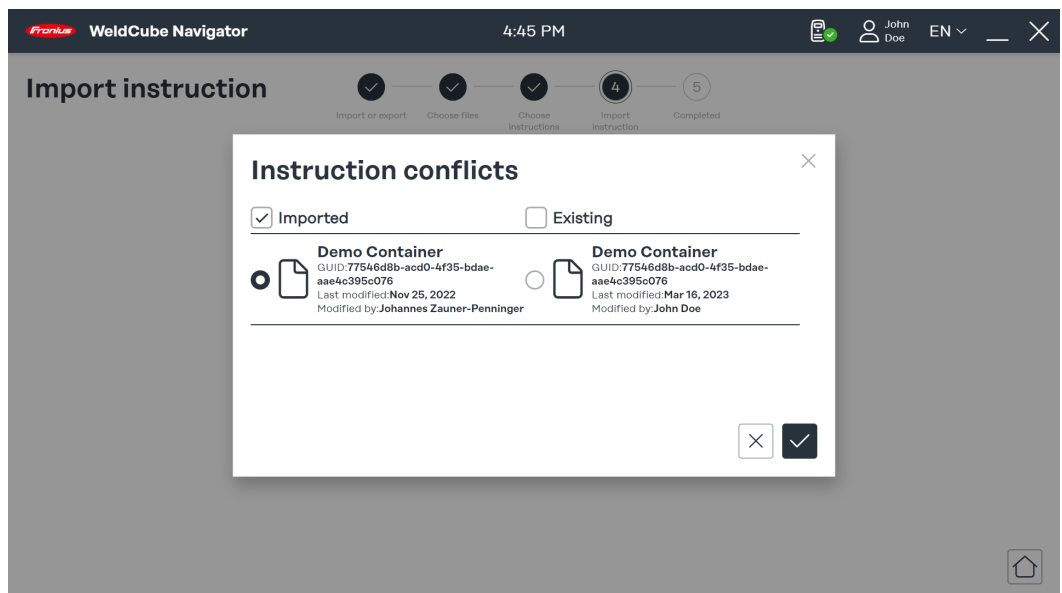 Fronius WeldCube Navigator 4:45 PM John Doe EN
Import instruction
4 5
Import or export Choose files Choose instructions Import instruction Completed
Instruction conflicts
Imported Existing
Demo Container
GUID:77546d8b-acd0-4f35-bdae-
aae4c395c076
Last modified:Nov 25, 2022
Modified by:Johannes Zauner-Penninger
Demo Container
GUID:77546d8b-acd0-4f35-bdae-
aae4c395c076
Last modified:Mar 16, 2023
Modified by:John Doe